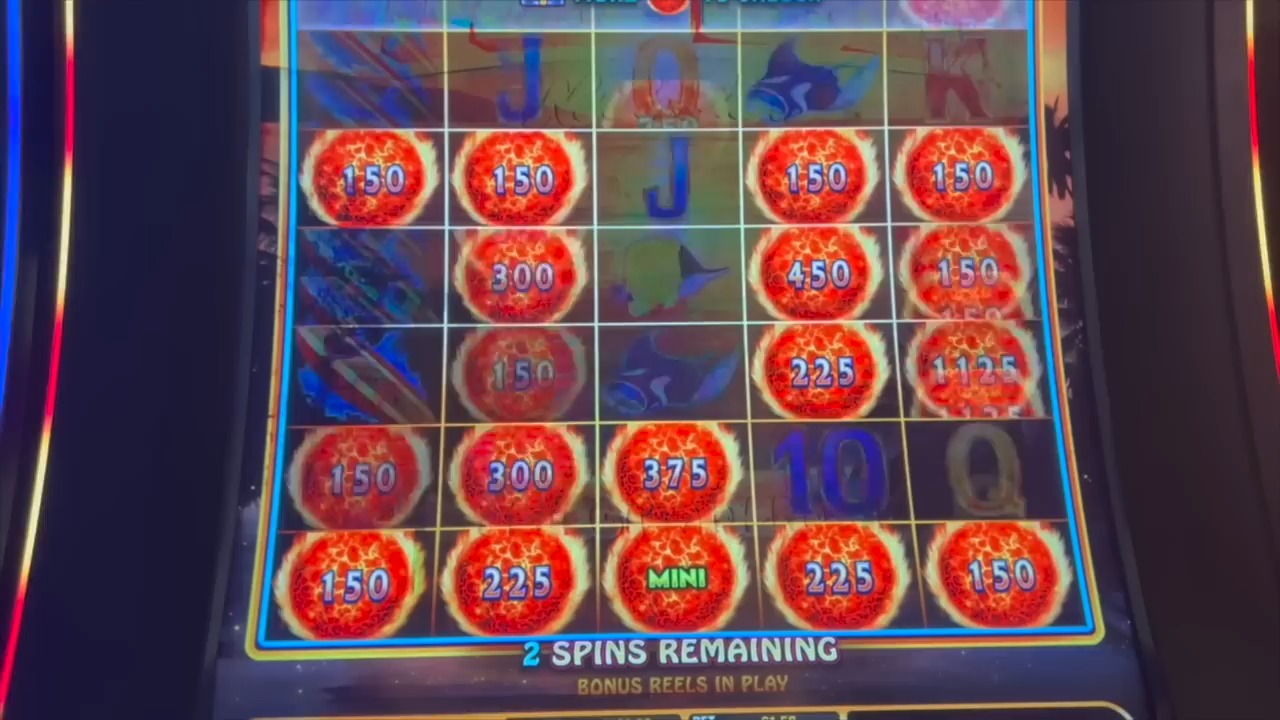 J Q K
150 150 J 150 150
300 450 150
150 225 1125
150 300 375 10 Q
150 225 MINI 225 150
2 SPINS REMAINING
BONUS REELS IN PLAY
BET